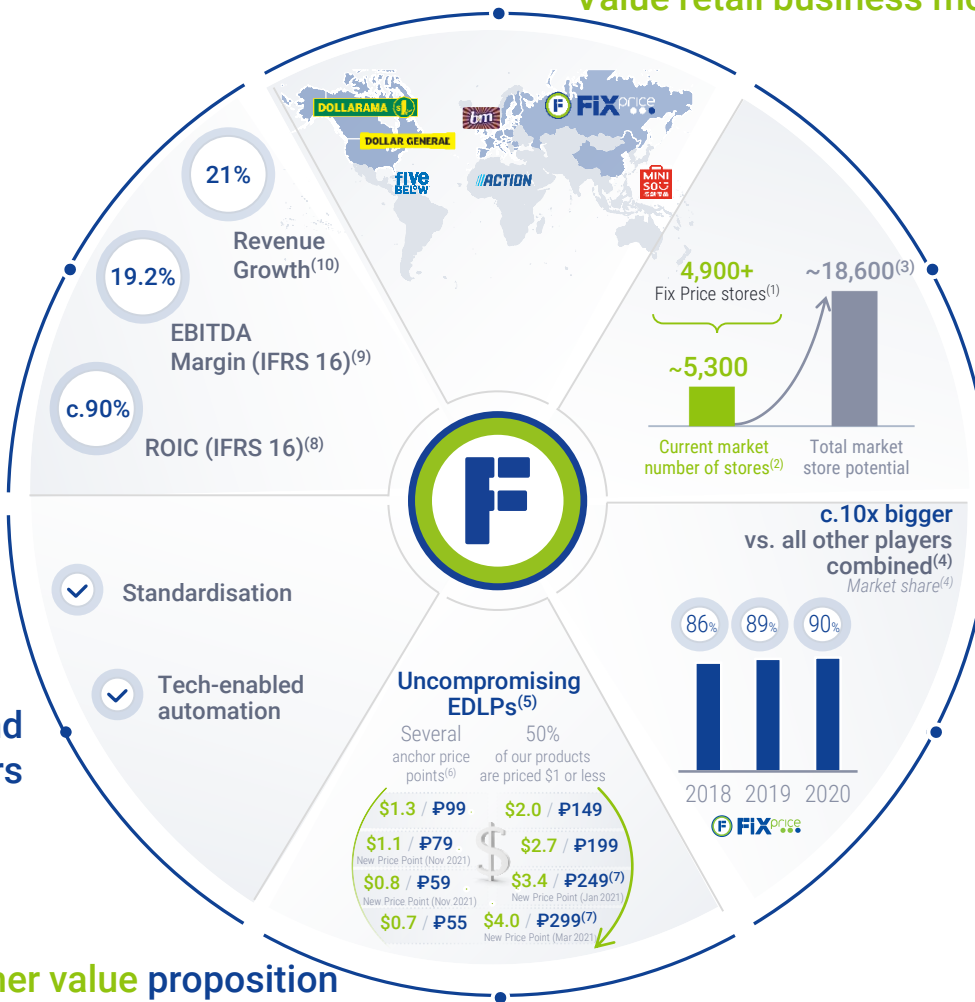 Value retail business mo
DOLLARAMA
DOLLAR GENERAL
bm
F FIX price
five BELOW
ACTION
MINI
SO
21%
Revenue
Growth(10)
19.2%
EBITDA
Margin (IFRS 16)(9)
c.90%
ROIC (IFRS 16)(8)
4,900+
Fix Price stores(1)
~18,600(3)
~5,300
Current market
number of stores(2)
Total market
store potential
F
c.10x bigger
vs. all other players
combined(4)
Market share(4)
86% 89% 90%
2018 2019 2020
F FIX price
Standardisation
Tech-enabled
automation
nd
rs
Uncompromising
EDLPs(5)
Several
anchor price
points(6)
50%
of our products
are priced $1 or less
$1.3 / ₽99
$2.0 / ₽149
$1.1 / ₽79
New Price Point (Nov 2021)
$2.7 / ₽199
$
$0.8 / ₽59
New Price Point (Nov 2021)
$3.4 / ₽249(7)
New Price Point (Jan 2021)
$0.7 / ₽55
$4.0 / ₽299(7)
New Price Point (Mar 2021)
ner value proposition